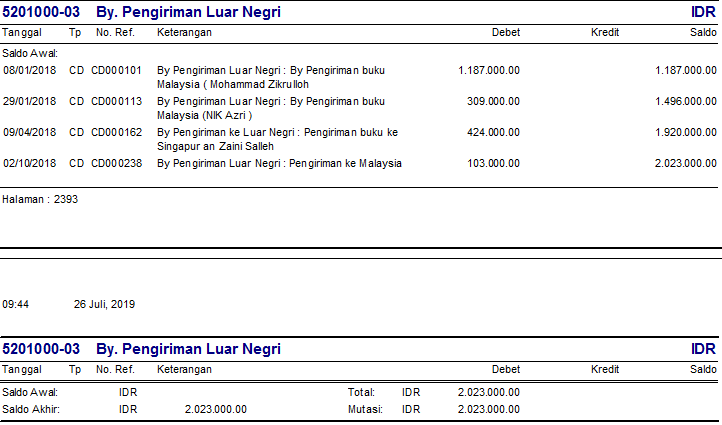 5201000-03 By. Pengiriman Luar Negri IDR
Tanggal Tp No. Ref. Keterangan Debet Kredit Saldo
Saldo Awal:
08/01/2018 CD CD000101 By Pengiriman Luar Negri : By Pengiriman buku 1.187.000.00 1.187.000.00
Malaysia ( Mohammad Zikrulloh
29/01/2018 CD CD000113 By Pengiriman Luar Negri : By Pengiriman buku 309.000.00 1.496.000.00
Malaysia (NIK Azri )
09/04/2018 CD CD000162 By Pengiriman ke Luar Negri : Pengiriman buku ke 424.000.00 1.920.000.00
Singapur an Zaini Salleh
02/10/2018 CD CD000238 By Pengiriman Luar Negri : Pengiriman ke Malaysia 103.000.00 2.023.000.00
Halaman : 2393
09:44 26 Juli, 2019
5201000-03 By. Pengiriman Luar Negri IDR
Tanggal Tp No. Ref. Keterangan Debet Kredit Saldo
Saldo Awal: IDR Total: IDR 2.023.000.00
Saldo Akhir: IDR 2.023.000.00 Mutasi: IDR 2.023.000.00